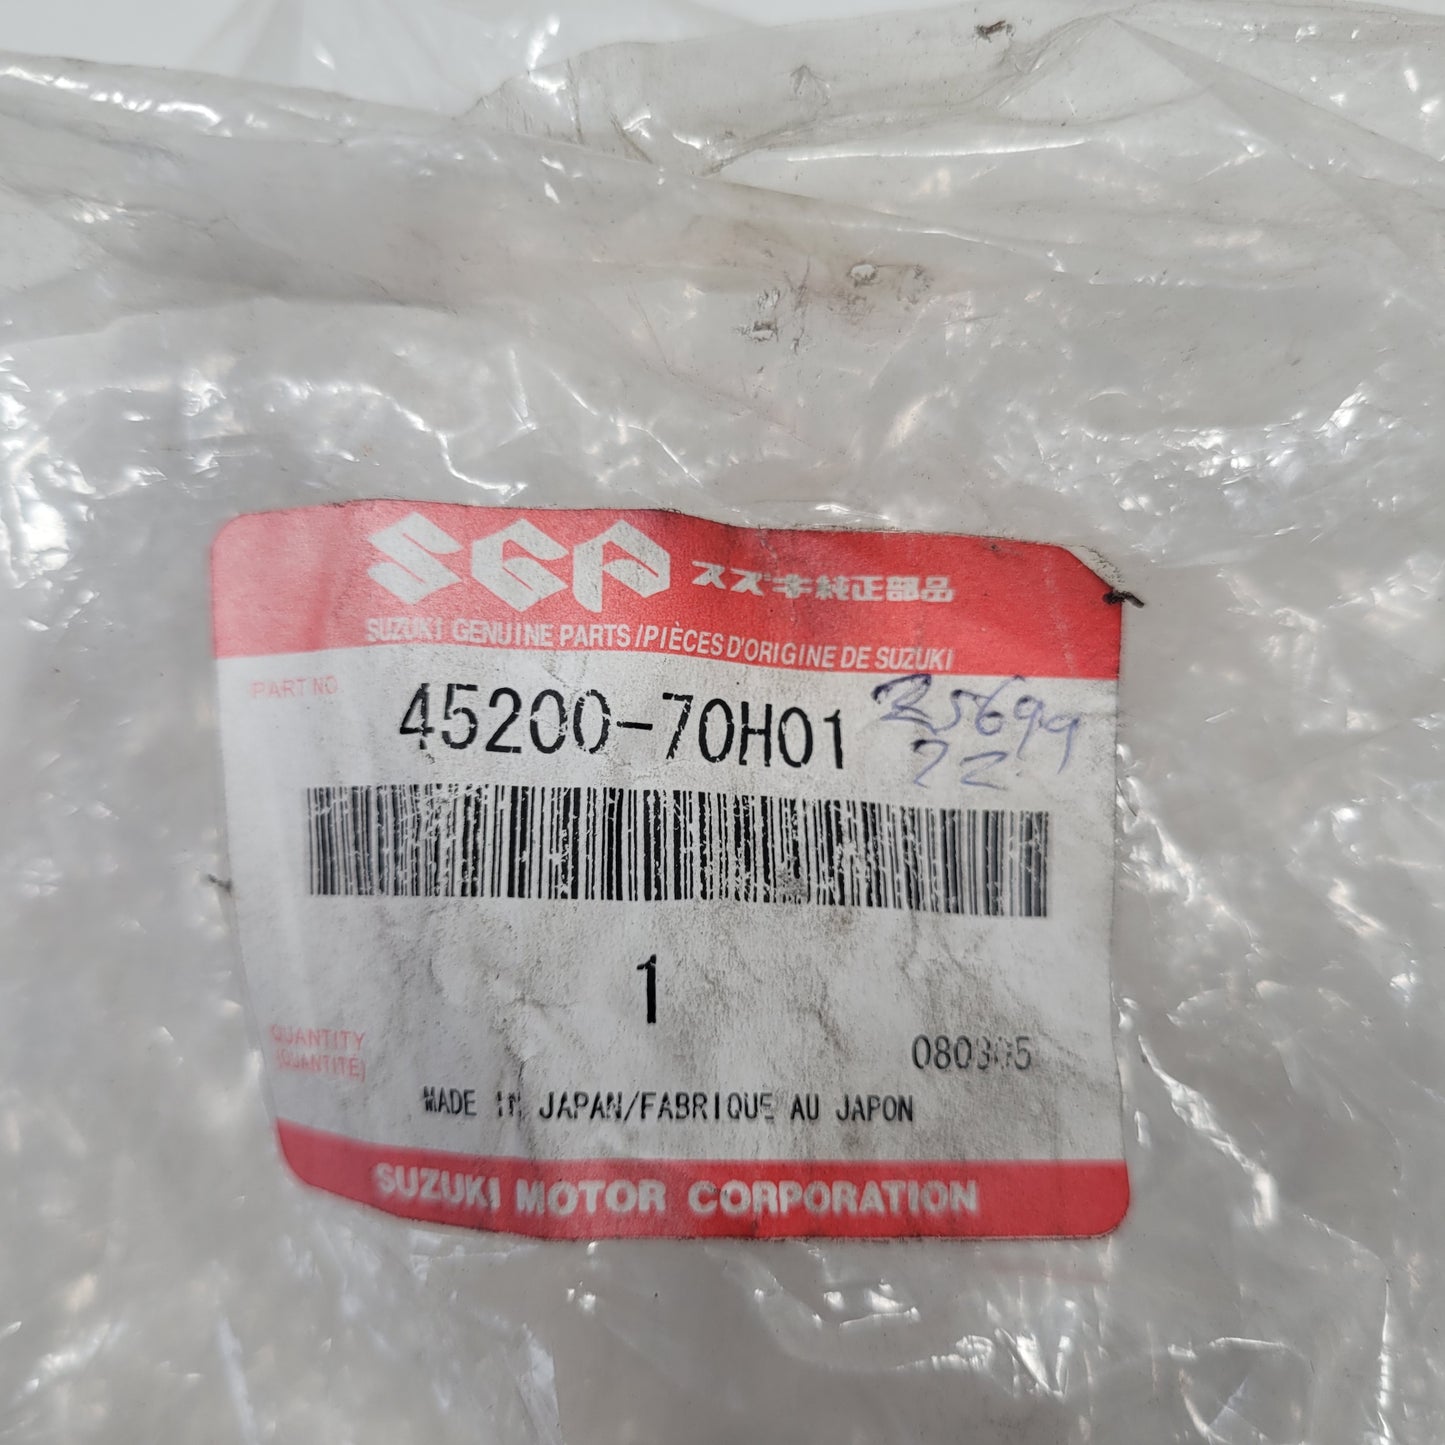 SGP スズキ純正部品
SUZUKI GENUINE PARTS/PIÈCES D'ORIGINE DE SUZUKI
PART NO
45200-70H01
1
QUANTITY
(QUANTITÉ)
MADE IN JAPAN/FABRIQUE AU JAPON
SUZUKI MOTOR CORPORATION